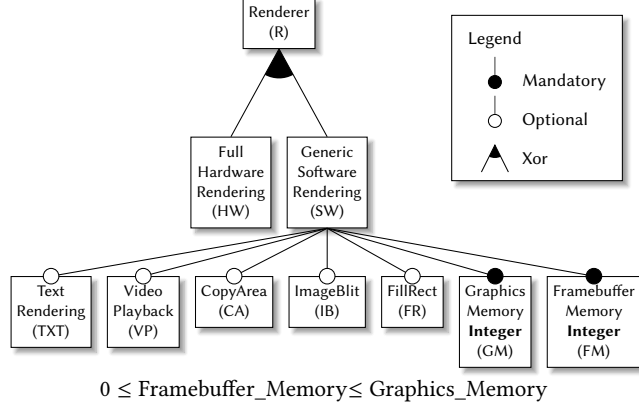 Renderer
(R)
Legend
Mandatory
Optional
Xor
Full
Hardware
Rendering
(HW)
Generic
Software
Rendering
(SW)
Text
Rendering
(TXT)
Video
Playback
(VP)
CopyArea
(CA)
ImageBlit
(IB)
FillRect
(FR)
Graphics
Memory
Integer
(GM)
Framebuffer
Memory
Integer
(FM)
0 ≤ Framebuffer_Memory≤ Graphics_Memory